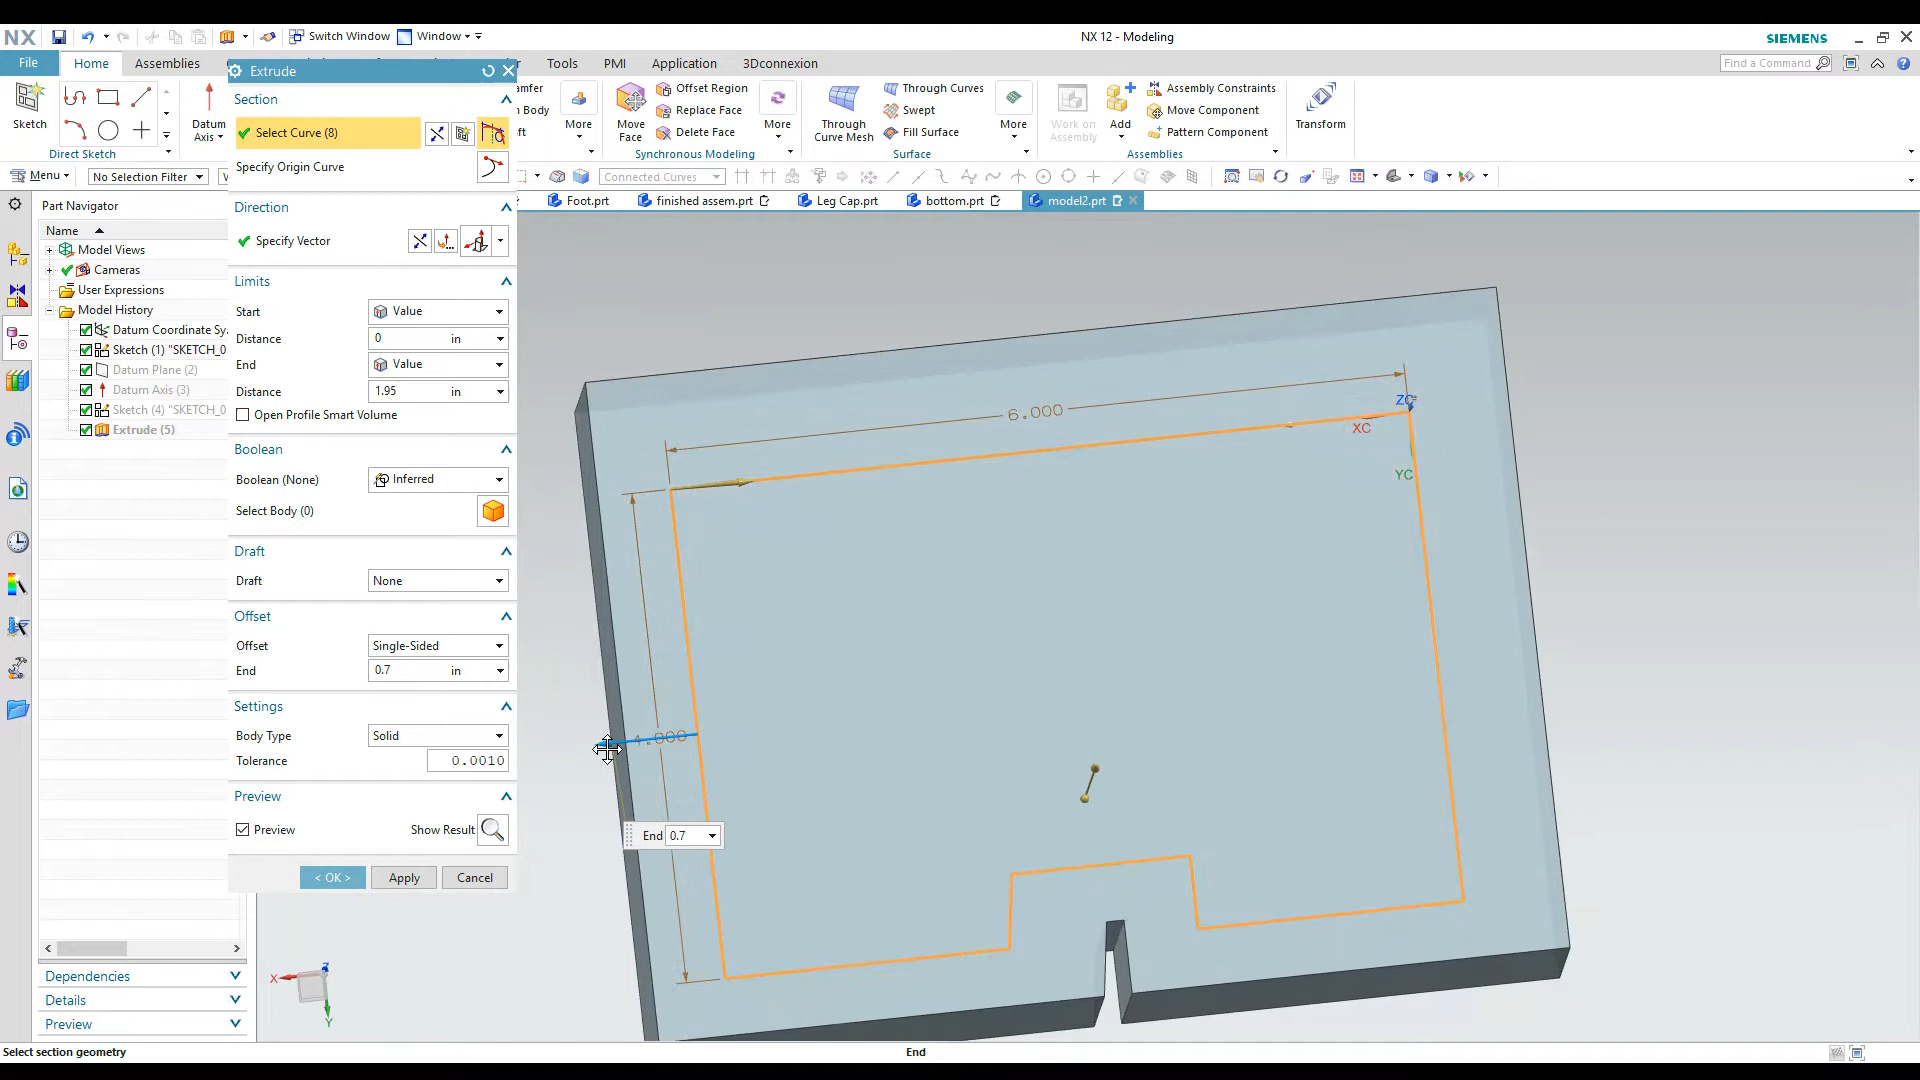 NX
Switch Window
Window
NX 12 - Modeling
SIEMENS
File
Home
Assemblies
Tools
PMI
Application
3Dconnexion
Find a Command
Sketch
Direct Sketch
Datum
Axis
Extrude
Section
Select Curve (8)
Specify Origin Curve
Direction
Specify Vector
Limits
Start
Value
Distance
0
in
End
Value
Distance
1.95
in
Open Profile Smart Volume
Boolean
Boolean (None)
Inferred
Select Body (0)
Draft
Draft
None
Offset
Offset
Single-Sided
End
0.7
in
Settings
Body Type
Solid
Tolerance
0.0010
Preview
Preview
Show Result
< OK >
Apply
Cancel
More
Move
Face
Offset Region
Replace Face
Delete Face
More
Synchronous Modeling
Through
Curve Mesh
Through Curves
Swept
Fill Surface
More
Surface
Work on
Assembly
Add
Assembly Constraints
Move Component
Pattern Component
Assemblies
Transform
Menu
No Selection Filter
Connected Curves
Foot.prt
finished assem.prt
Leg Cap.prt
bottom.prt
model2.prt
Part Navigator
Name
Model Views
Cameras
User Expressions
Model History
Datum Coordinate Sy.
Sketch (1) "SKETCH_0
Datum Plane (2)
Datum Axis (3)
Sketch (4) "SKETCH_0
Extrude (5)
Dependencies
Details
Preview
6.000
XC
YC
4.000
End 0.7
X
Z
Y
Select section geometry
End